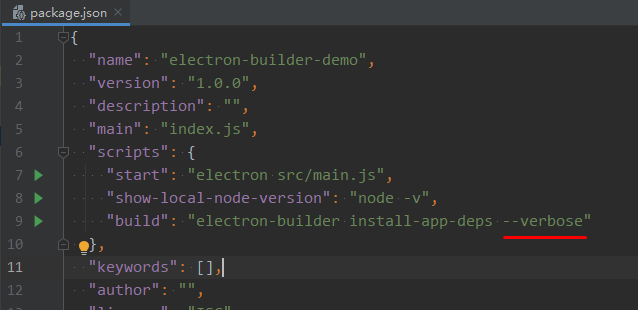 package.json
1 {
2 "name": "electron-builder-demo",
3 "version": "1.0.0",
4 "description": "",
5 "main": "index.js",
6 "scripts": {
7 "start": "electron src/main.js",
8 "show-local-node-version": "node -v",
9 "build": "electron-builder install-app-deps --verbose"
10 },
11 "keywords": [],
12 "author": "",